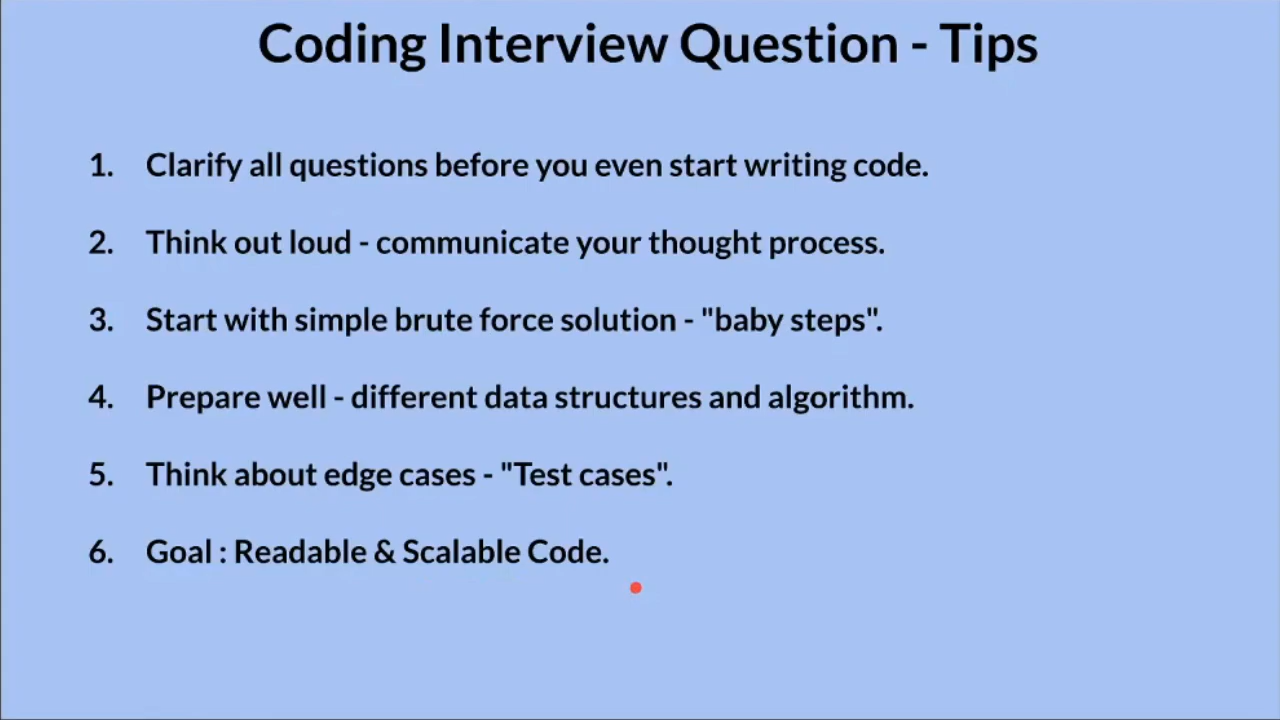 Coding Interview Question - Tips
1. Clarify all questions before you even start writing code.
2. Think out loud - communicate your thought process.
3. Start with simple brute force solution - "baby steps".
4. Prepare well - different data structures and algorithm.
5. Think about edge cases - "Test cases".
6. Goal : Readable & Scalable Code.